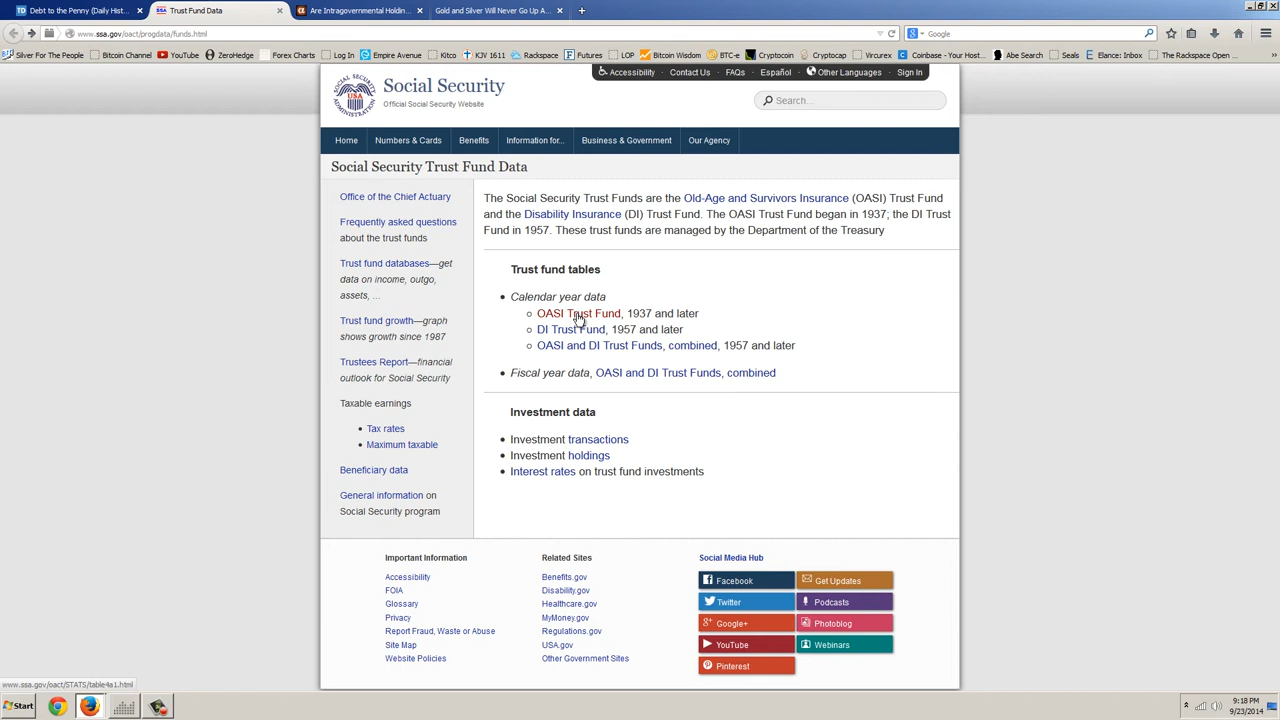 Debt to the Penny (Daily Hist... ×
Trust Fund Data ×
Are Intragovernmental Holdin... ×
Gold and Silver Will Never Go Up A... ×
www.ssa.gov/oact/progdata/funds.html
Google
Silver For The People
Bitcoin Charts
Forex Charts
Log In
Empire Avenue
Kitco
KJV 1611
Rackspace
Futures
LOL
Bitcoin Wisdom
BTC-e
Cryptocoin
Cryptocap
Wrcurex
Coinbase - Your Host...
Abe Search
Seals
Elance: Inbox
The Rackspace Open ...
Accessibility · Contact Us · FAQs · Español · Other Languages · Sign In
Social Security
Official Social Security Website
Search...
Home
Numbers & Cards
Benefits
Information for...
Business & Government
Our Agency
Social Security Trust Fund Data
Office of the Chief Actuary
Frequently asked questions
about the trust funds
Trust fund databases—get
data on income, outgo,
assets, ...
Trust fund growth—graph
shows growth since 1987
Trustees Report—financial
outlook for Social Security
Taxable earnings
• Tax rates
• Maximum taxable
Beneficiary data
General information on
Social Security program
The Social Security Trust Funds are the Old-Age and Survivors Insurance (OASI) Trust Fund
and the Disability Insurance (DI) Trust Fund. The OASI Trust Fund began in 1937; the DI Trust
Fund in 1957. These trust funds are managed by the Department of the Treasury
Trust fund tables
• Calendar year data
OASI Trust Fund, 1937 and later
DI Trust Fund, 1957 and later
OASI and DI Trust Funds, combined, 1957 and later
• Fiscal year data, OASI and DI Trust Funds, combined
Investment data
• Investment transactions
• Investment holdings
• Interest rates on trust fund investments
Important Information
Accessibility
FOIA
Glossary
Privacy
Report Fraud, Waste or Abuse
Site Map
Website Policies
Related Sites
Benefits.gov
Disability.gov
Healthcare.gov
MyMoney.gov
Regulations.gov
USA.gov
Other Government Sites
Social Media Hub
Facebook
Get Updates
Twitter
Podcasts
Google+
Photoblog
YouTube
Webinars
Pinterest
www.ssa.gov/oact/STATS/table4a1.html
Start
9:18 PM
9/23/2014